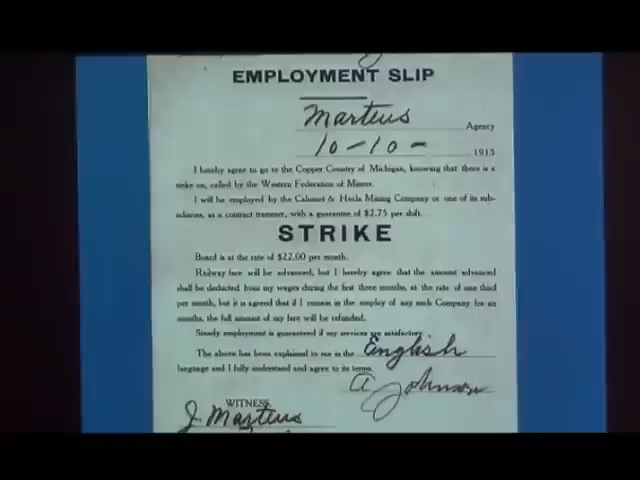 EMPLOYMENT SLIP
Martens Agency
10-10- 1913
I hereby agree to go to the Copper Country of Michigan, knowing that there is a
strike on, called by the Western Federation of Miners.
I will be employed by the Calumet & Hecla Mining Company or one of its sub-
sidiaries, as a contract trammer, with a guarantee of $2.75 per shift.
STRIKE
Board is at the rate of $22.00 per month.
Railway fare will be advanced, but I hereby agree that the amount advanced
shall be deducted from my wages during the first three months, at the rate of one third
per month, but it is agreed that if I remain in the employ of any such Company for six
months, the full amount of my fare will be refunded.
Steady employment is guaranteed if my services are satisfactory.
The above has been explained to me in the English
language and I fully understand and agree to its terms.
A Johnson
WITNESS
J. Martens